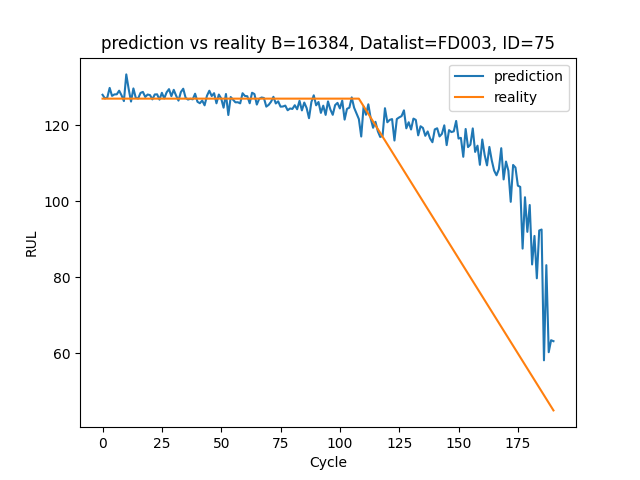 prediction vs reality B=16384, Datalist=FD003, ID=75
prediction
reality
120
100
80
60
RUL
0 25 50 75 100 125 150 175
Cycle